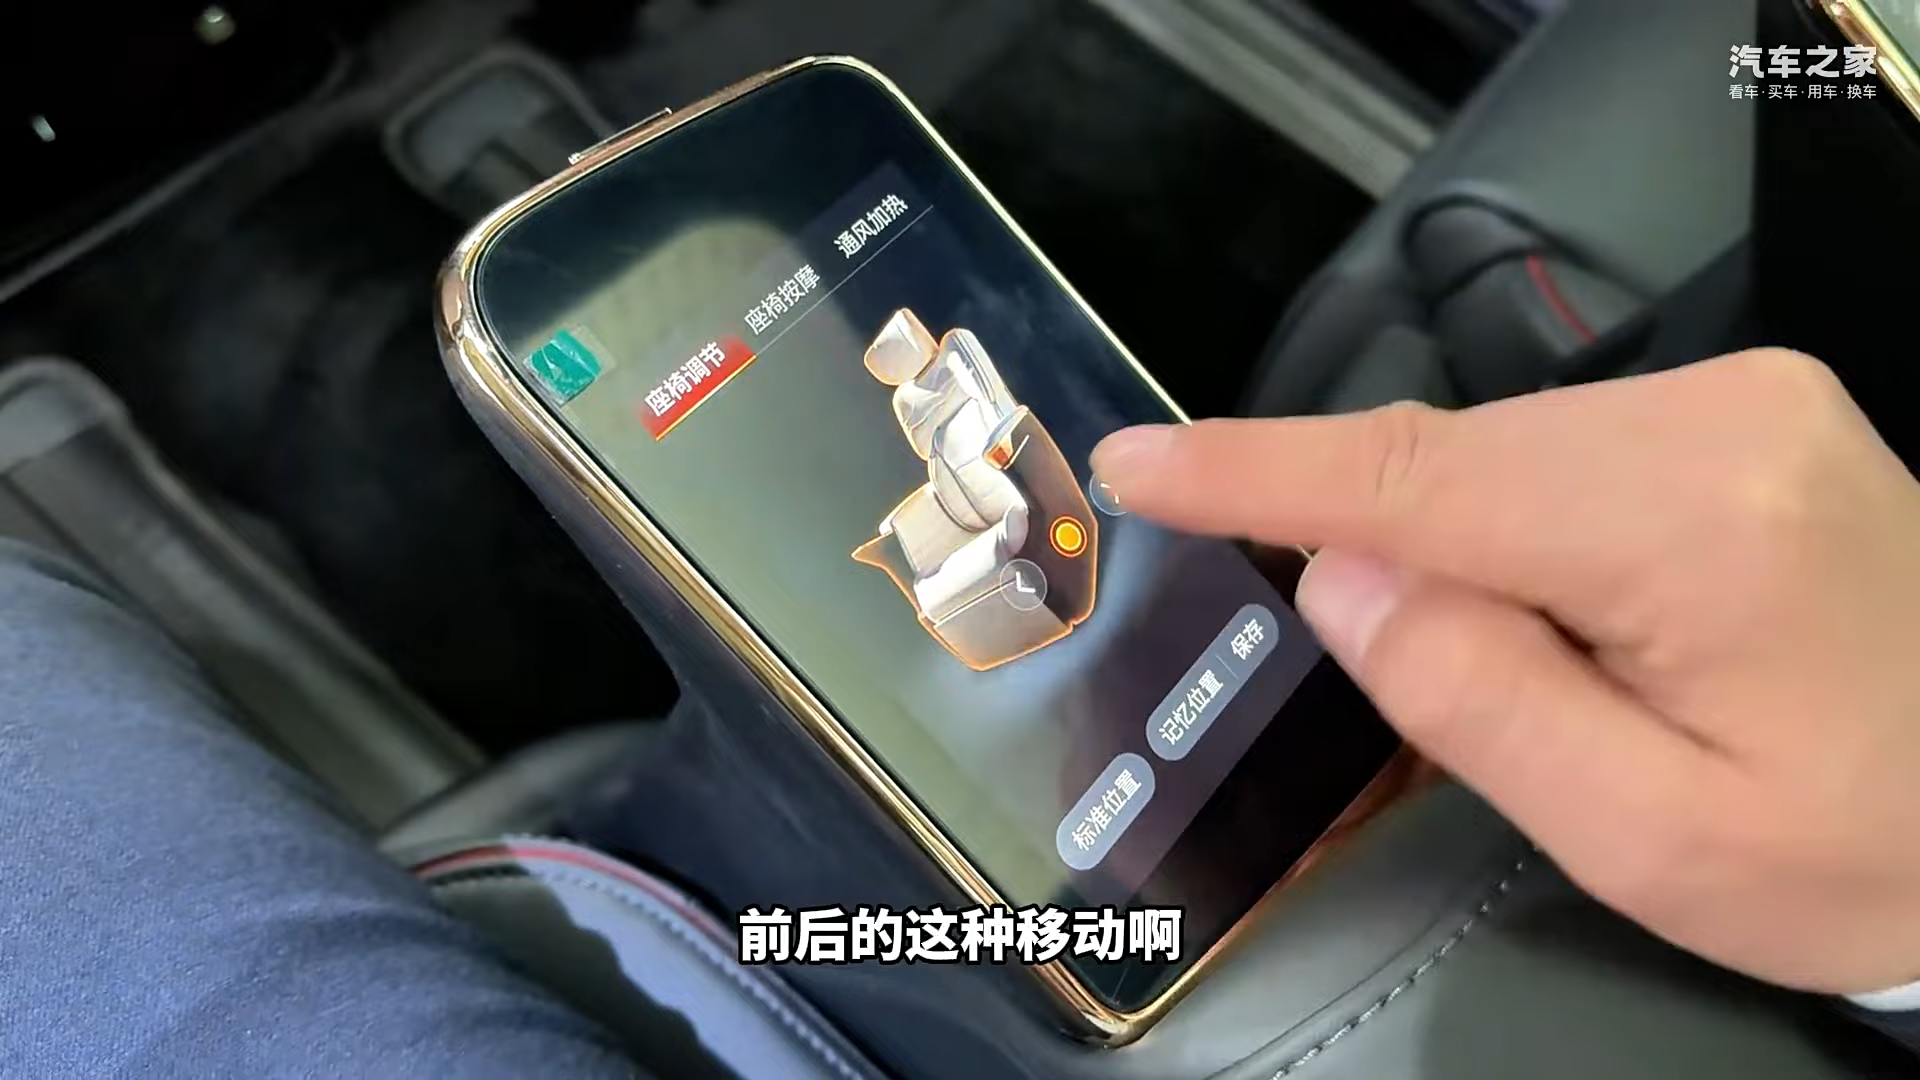 汽车之家
看车·买车·用车·换车
座椅调节
座椅按摩
通风加热
标准位置
记忆位置
保存
前后的这种移动啊